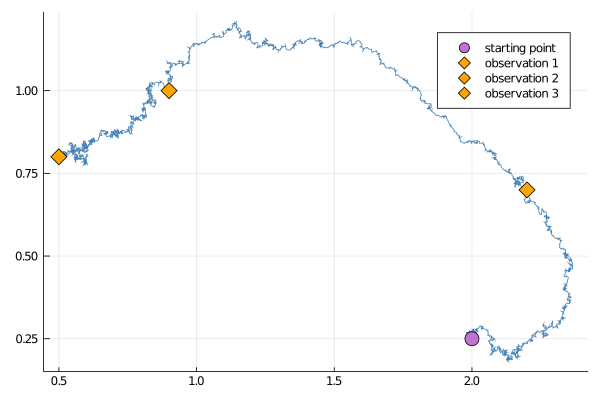 starting point
observation 1
observation 2
observation 3
1.00
0.75
0.50
0.25
0.5 1.0 1.5 2.0